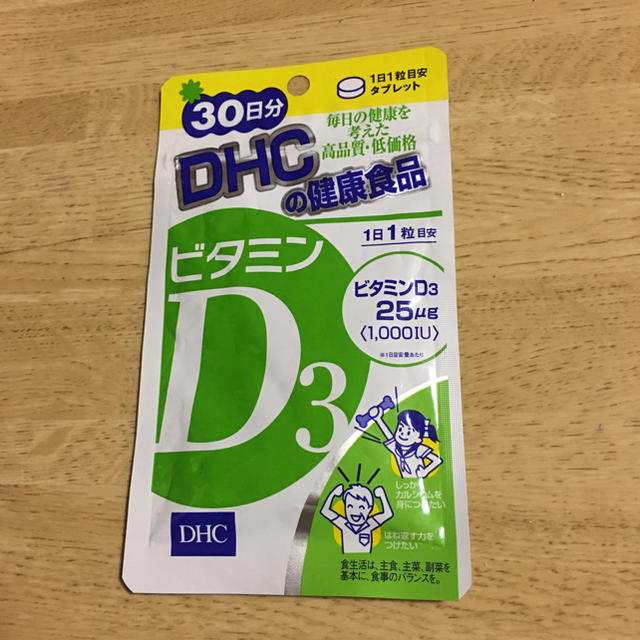 1日1粒目安
タブレット
30日分
毎日の健康を
考えた
高品質・低価格
DHC
の健康食品
1日1粒目安
ビタミン
D3
ビタミンD3
25μg
〈1,000IU〉
※1日目安量あたり
しっかり
カルシウムを
身につけたい
はね返す力を
つけたい
DHC
食生活は、主食、主菜、副菜を
基本に、食事のバランスを。